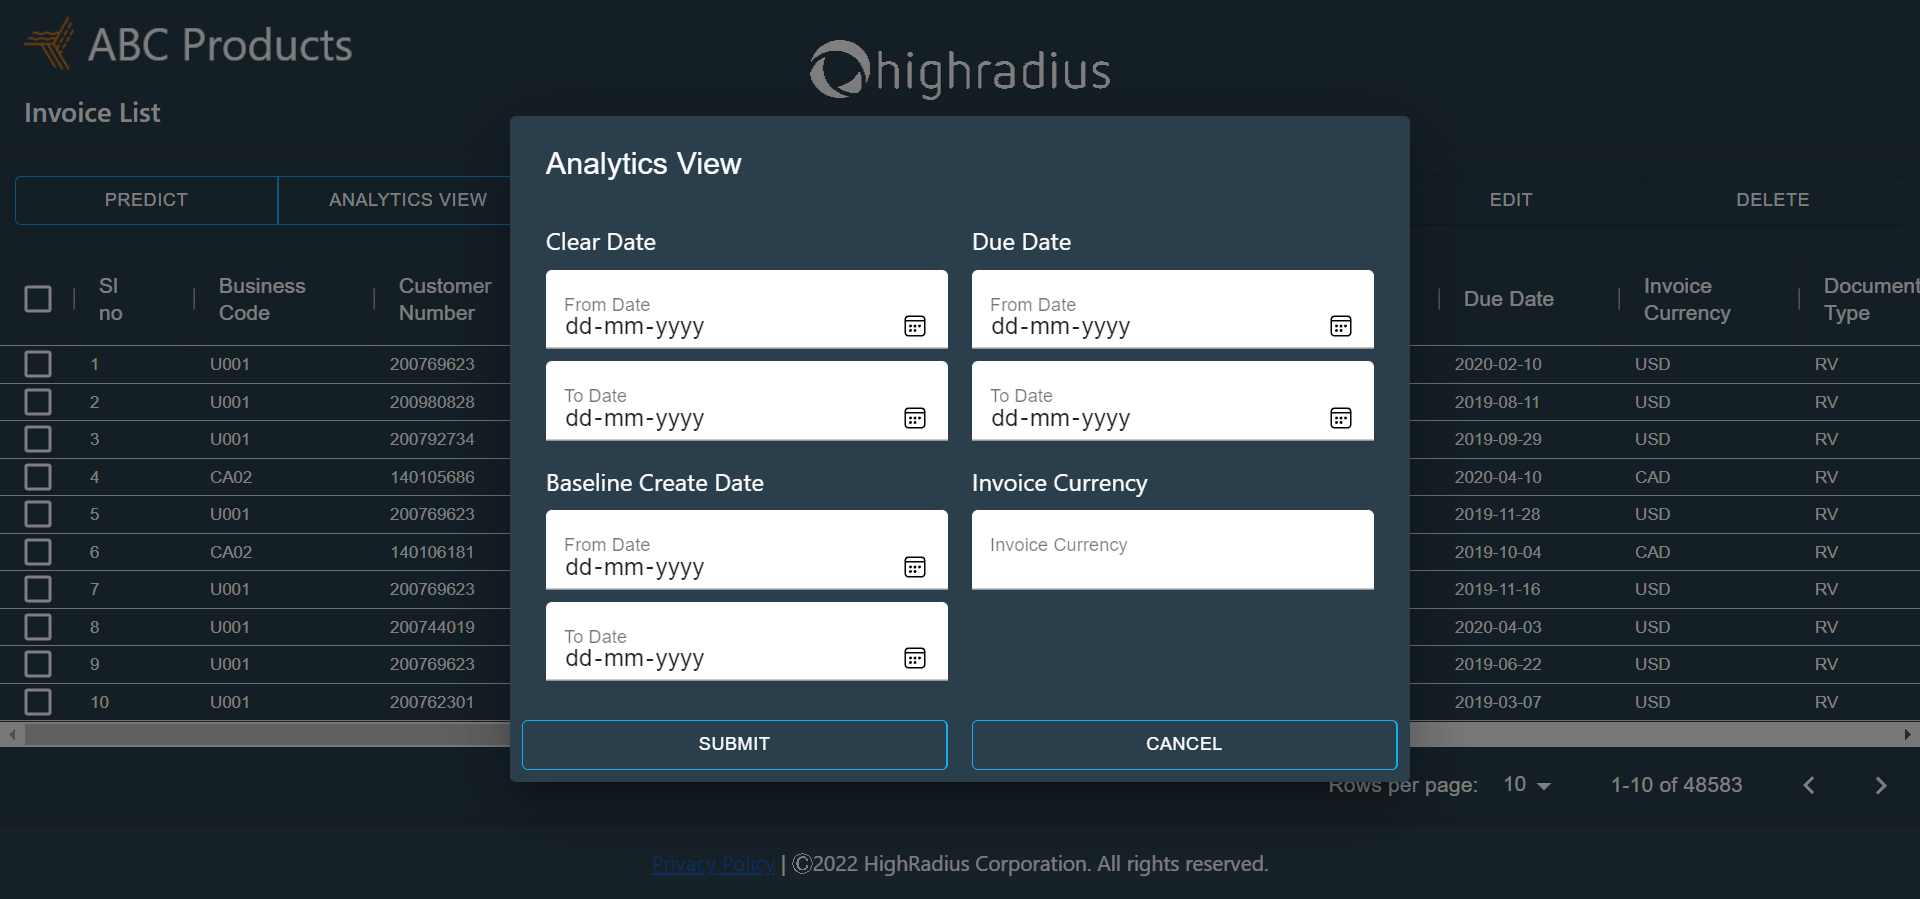 ABC Products
highradius
Invoice List
PREDICT
ANALYTICS VIEW
EDIT
DELETE
Sl no
Business Code
Customer Number
Due Date
Invoice Currency
Document Type
1 U001 200769623 2020-02-10 USD RV
2 U001 200980828 2019-08-11 USD RV
3 U001 200792734 2019-09-29 USD RV
4 CA02 140105686 2020-04-10 CAD RV
5 U001 200769623 2019-11-28 USD RV
6 CA02 140106181 2019-10-04 CAD RV
7 U001 200769623 2019-11-16 USD RV
8 U001 200744019 2020-04-03 USD RV
9 U001 200769623 2019-06-22 USD RV
10 U001 200762301 2019-03-07 USD RV
Analytics View
Clear Date
From Date
dd-mm-yyyy
To Date
dd-mm-yyyy
Due Date
From Date
dd-mm-yyyy
To Date
dd-mm-yyyy
Baseline Create Date
From Date
dd-mm-yyyy
To Date
dd-mm-yyyy
Invoice Currency
Invoice Currency
SUBMIT
CANCEL
Rows per page: 10 1-10 of 48583
Privacy Policy | ©2022 HighRadius Corporation. All rights reserved.